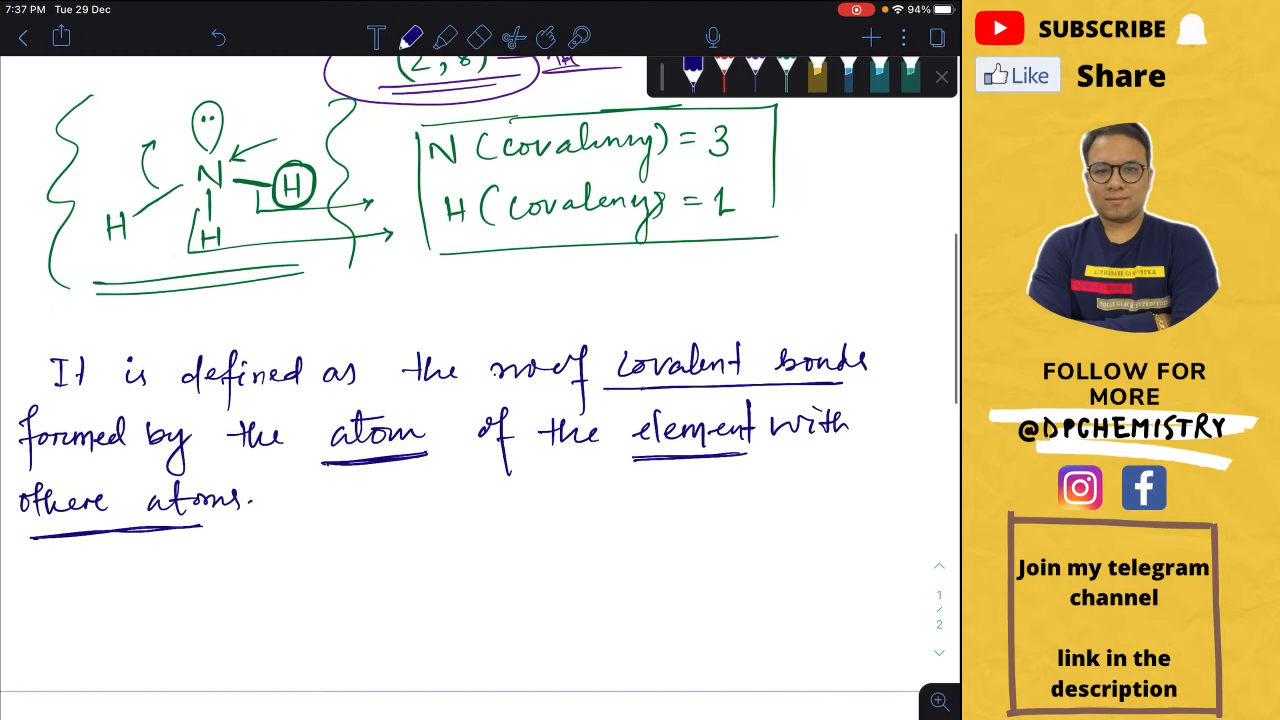 7:37 PM Tue 29 Dec
94%
(2, 8)
N
H
H
H
N (covalency) = 3
H (covalency) = 1
It is defined as the no of covalent bonds
formed by the atom of the element with
othere atoms.
1
/
2
SUBSCRIBE
Like
Share
FOLLOW FOR
MORE
@DPCHEMISTRY
Join my telegram
channel
link in the
description